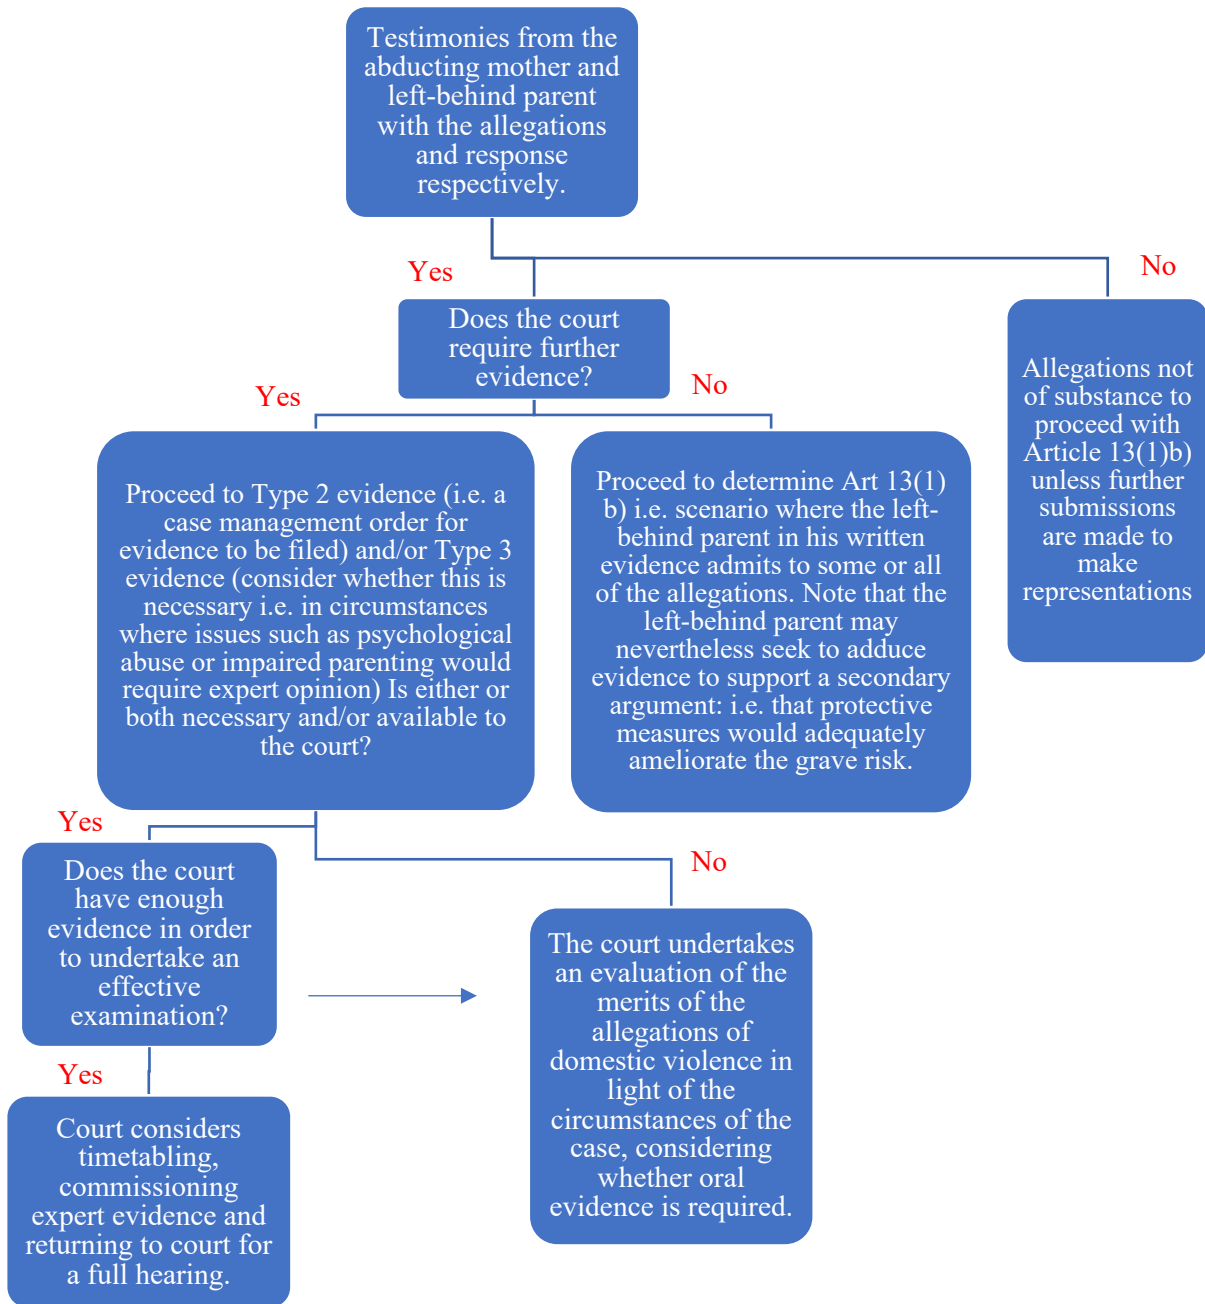 Testimonies from the
abducting mother and
left-behind parent
with the allegations
and response
respectively.
Yes
No
Does the court
require further
evidence?
Allegations not
of substance to
proceed with
Article 13(1)b)
unless further
submissions
are made to
make
representations
Yes
No
Proceed to Type 2 evidence (i.e. a
case management order for
evidence to be filed) and/or Type 3
evidence (consider whether this is
necessary i.e. in circumstances
where issues such as psychological
abuse or impaired parenting would
require expert opinion) Is either or
both necessary and/or available to
the court?
Proceed to determine Art 13(1)
b) i.e. scenario where the left-
behind parent in his written
evidence admits to some or all
of the allegations. Note that the
left-behind parent may
nevertheless seek to adduce
evidence to support a secondary
argument: i.e. that protective
measures would adequately
ameliorate the grave risk.
Yes
No
Does the court
have enough
evidence in order
to undertake an
effective
examination?
The court undertakes
an evaluation of the
merits of the
allegations of
domestic violence in
light of the
circumstances of the
case, considering
whether oral
evidence is required.
Yes
Court considers
timetabling,
commissioning
expert evidence and
returning to court for
a full hearing.